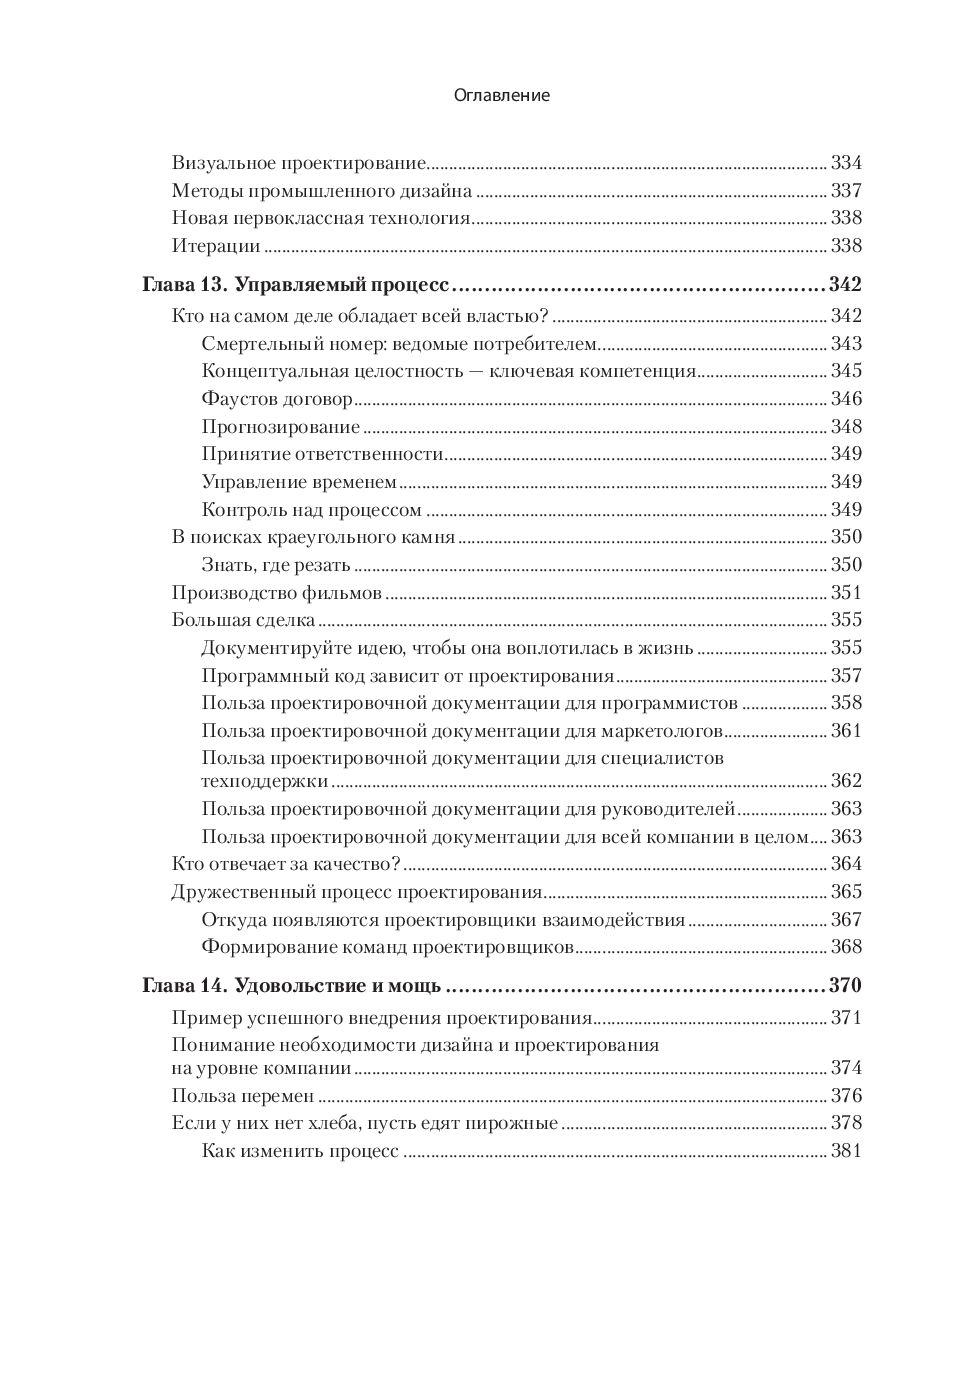 Оглавление
Визуальное проектирование.......... 334
Методы промышленного дизайна .......... 337
Новая первоклассная технология.......... 338
Итерации .......... 338
Глава 13. Управляемый процесс.......... 342
Кто на самом деле обладает всей властью? .......... 342
Смертельный номер: ведомые потребителем.......... 343
Концептуальная целостность — ключевая компетенция.......... 345
Фаустов договор.......... 346
Прогнозирование .......... 348
Принятие ответственности.......... 349
Управление временем.......... 349
Контроль над процессом .......... 349
В поисках краеугольного камня.......... 350
Знать, где резать .......... 350
Производство фильмов .......... 351
Большая сделка.......... 355
Документируйте идею, чтобы она воплотилась в жизнь .......... 355
Программный код зависит от проектирования.......... 357
Польза проектировочной документации для программистов .......... 358
Польза проектировочной документации для маркетологов.......... 361
Польза проектировочной документации для специалистов
техподдержки.......... 362
Польза проектировочной документации для руководителей.......... 363
Польза проектировочной документации для всей компании в целом.... 363
Кто отвечает за качество?.......... 364
Дружественный процесс проектирования.......... 365
Откуда появляются проектировщики взаимодействия.......... 367
Формирование команд проектировщиков.......... 368
Глава 14. Удовольствие и мощь .......... 370
Пример успешного внедрения проектирования.......... 371
Понимание необходимости дизайна и проектирования
на уровне компании.......... 374
Польза перемен .......... 376
Если у них нет хлеба, пусть едят пирожные.......... 378
Как изменить процесс .......... 381